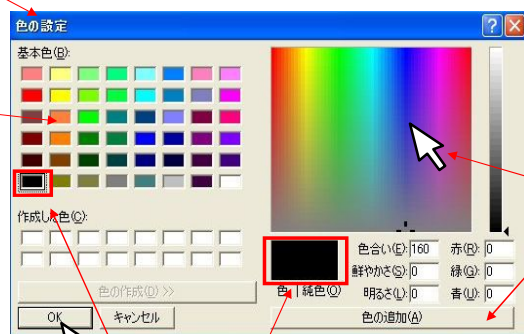 色の設定
基本色(B):
作成した色(C):
色の作成(D) >>
OK
キャンセル
色 | 純色(O)
色合い(E): 160
鮮やかさ(S): 0
明るさ(L): 0
赤(R): 0
緑(G): 0
青(U): 0
色の追加(A)